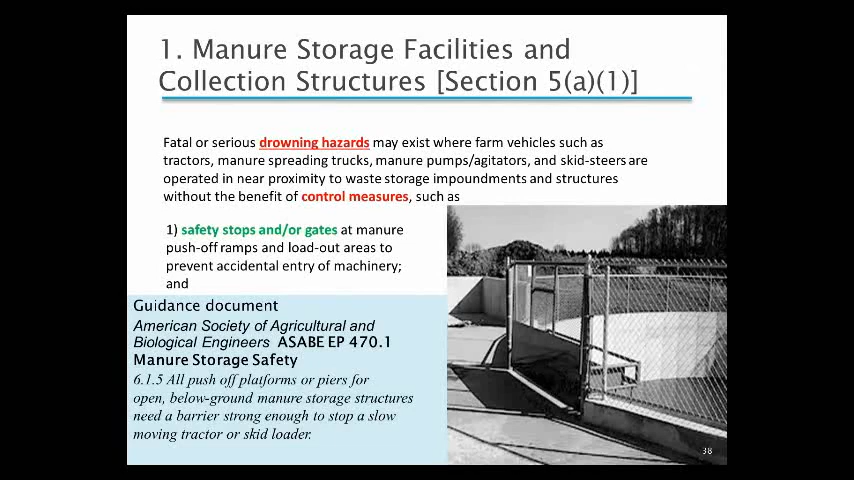 1. Manure Storage Facilities and
Collection Structures [Section 5(a)(1)]
Fatal or serious drowning hazards may exist where farm vehicles such as
tractors, manure spreading trucks, manure pumps/agitators, and skid-steers are
operated in near proximity to waste storage impoundments and structures
without the benefit of control measures, such as
1) safety stops and/or gates at manure
push-off ramps and load-out areas to
prevent accidental entry of machinery;
and
Guidance document
American Society of Agricultural and
Biological Engineers ASABE EP 470.1
Manure Storage Safety
6.1.5 All push off platforms or piers for
open, below-ground manure storage structures
need a barrier strong enough to stop a slow
moving tractor or skid loader.
38